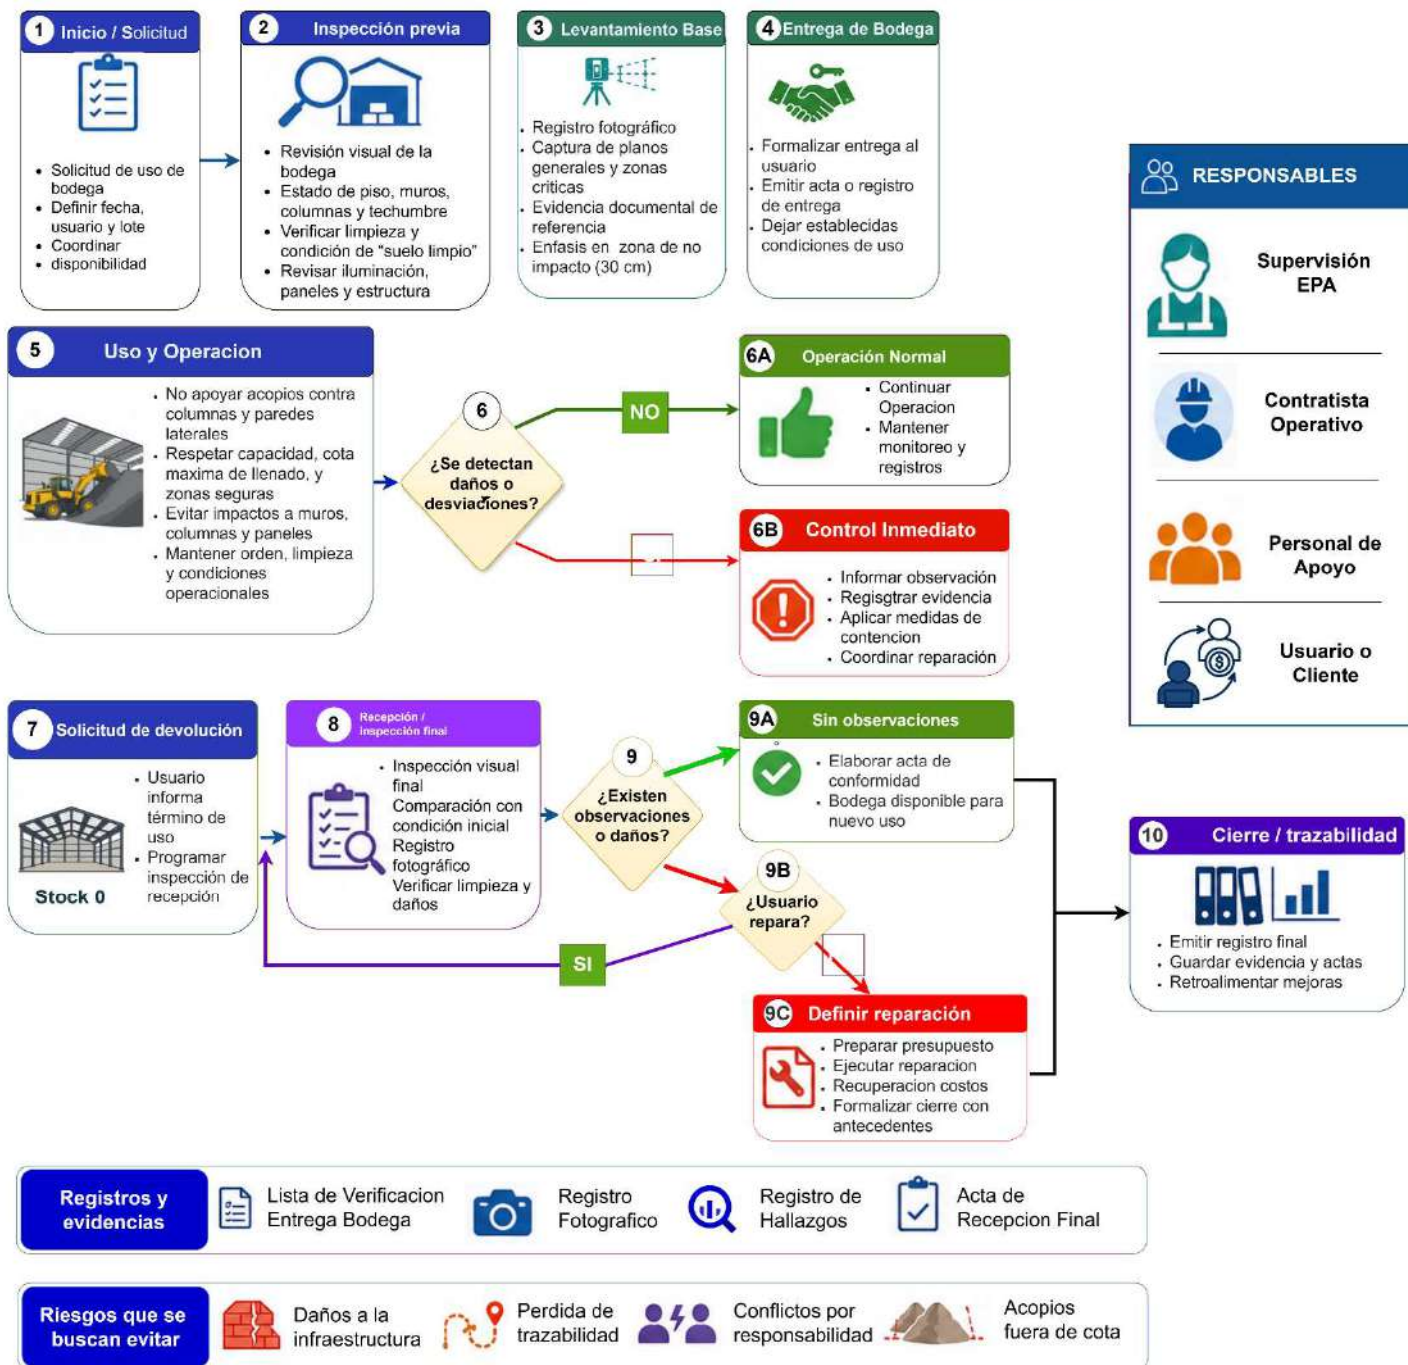 1 Inicio / Solicitud
• Solicitud de uso de
bodega
• Definir fecha,
usuario y lote
• Coordinar
• disponibilidad
2 Inspección previa
• Revisión visual de la
bodega
• Estado de piso, muros,
columnas y techumbre
• Verificar limpieza y
condición de "suelo limpio"
• Revisar iluminación,
paneles y estructura
3 Levantamiento Base
• Registro fotográfico
• Captura de planos
generales y zonas
criticas
• Evidencia documental de
referencia
• Enfasis en zona de no
impacto (30 cm)
4 Entrega de Bodega
• Formalizar entrega al
usuario
• Emitir acta o registro
de entrega
• Dejar establecidas
condiciones de uso
RESPONSABLES
Supervisión
EPA
Contratista
Operativo
Personal de
Apoyo
Usuario o
Cliente
5 Uso y Operacion
• No apoyar acopios contra
columnas y paredes
laterales
• Respetar capacidad, cota
maxima de llenado, y
zonas seguras
• Evitar impactos a muros,
columnas y paneles
• Mantener orden, limpieza
y condiciones
operacionales
6
¿Se detectan
daños o
desviaciones?
NO
6A Operación Normal
• Continuar
Operacion
• Mantener
monitoreo y
registros
6B Control Inmediato
• Informar observación
• Regisgtrar evidencia
• Aplicar medidas de
contencion
• Coordinar reparación
7 Solicitud de devolución
• Usuario
informa
término de
uso
• Programar
inspección de
recepción
Stock 0
8 Recepción /
Inspección final
• Inspección visual
final
Comparación con
condición inicial
Registro
fotográfico
Verificar limpieza y
daños
9
¿Existen
observaciones
o daños?
9A Sin observaciones
• Elaborar acta de
conformidad
• Bodega disponible para
nuevo uso
9B
¿Usuario
repara?
SI
9C Definir reparación
• Preparar presupuesto
• Ejecutar reparacion
• Recuperacion costos
• Formalizar cierre con
antecedentes
10 Cierre / trazabilidad
• Emitir registro final
• Guardar evidencia y actas
• Retroalimentar mejoras
Registros y
evidencias
Lista de Verificacion
Entrega Bodega
Registro
Fotografico
Registro de
Hallazgos
Acta de
Recepcion Final
Riesgos que se
buscan evitar
Daños a la
infraestructura
Perdida de
trazabilidad
Conflictos por
responsabilidad
Acopios
fuera de cota